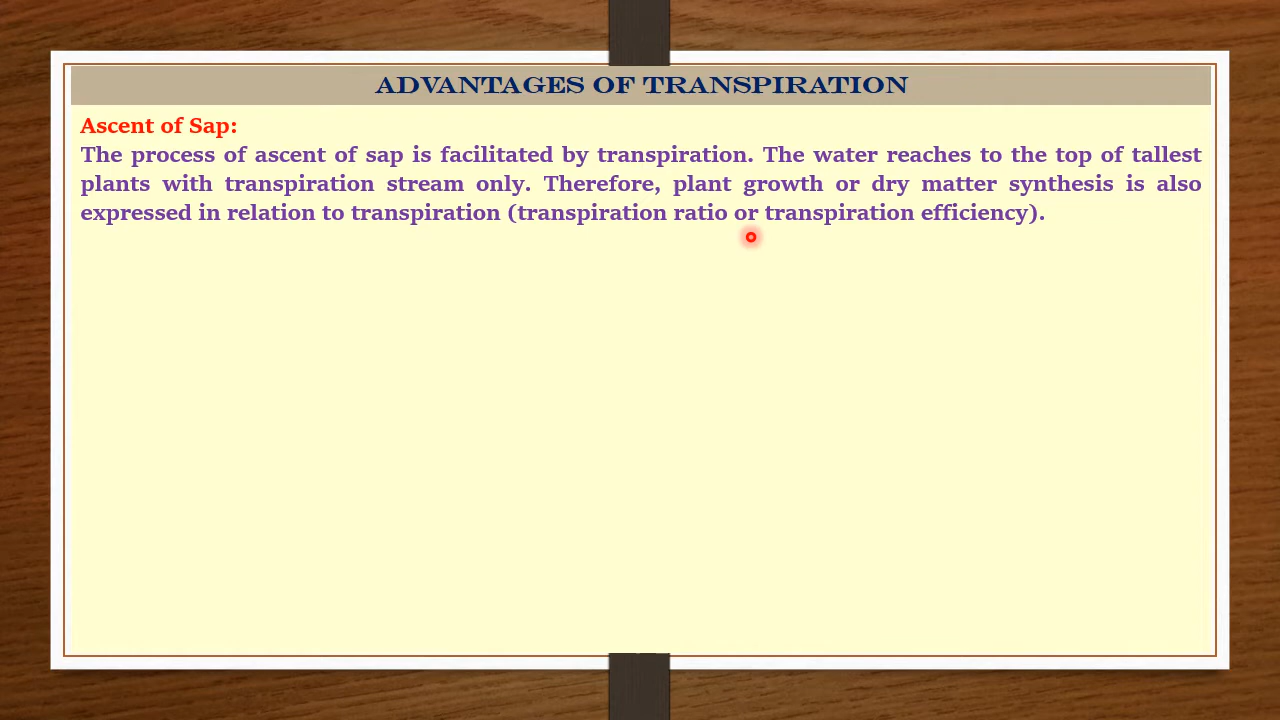 ADVANTAGES OF TRANSPIRATION
Ascent of Sap:
The process of ascent of sap is facilitated by transpiration. The water reaches to the top of tallest
plants with transpiration stream only. Therefore, plant growth or dry matter synthesis is also
expressed in relation to transpiration (transpiration ratio or transpiration efficiency).